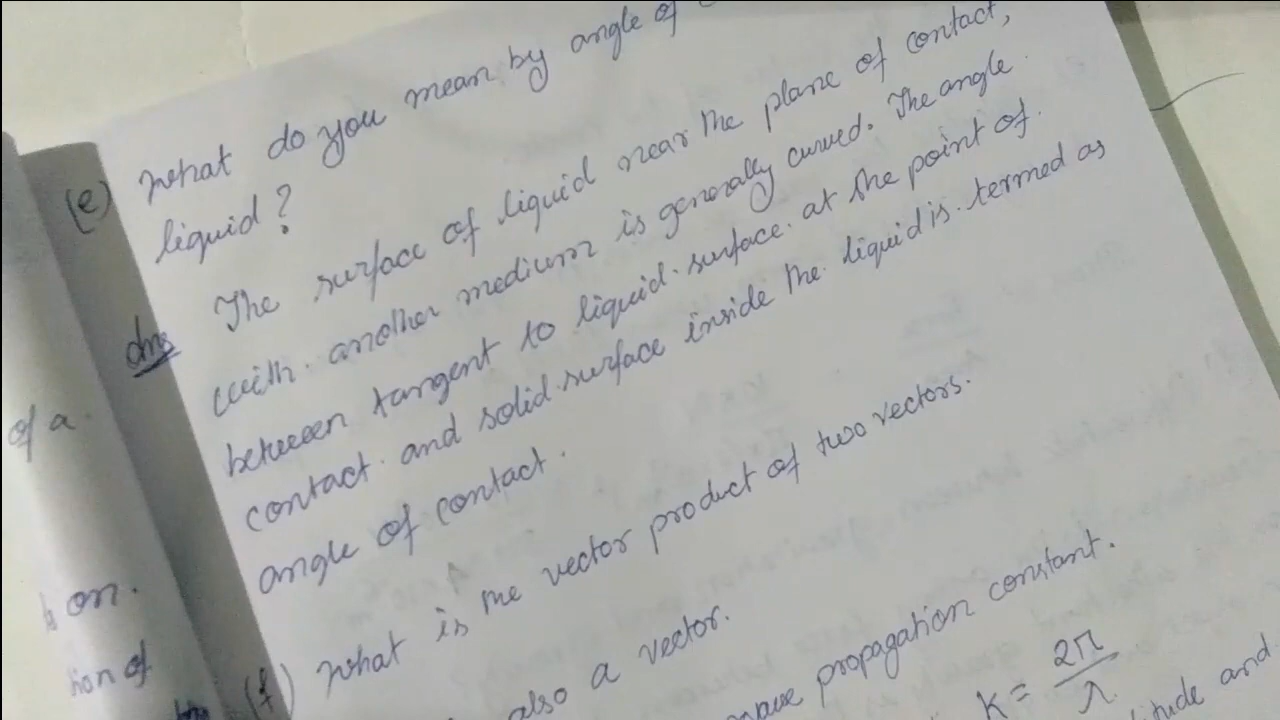 (e) What do you mean by angle of
liquid?
Ans The surface of liquid near the plane of contact,
with another medium is generally curved. The angle
between tangent to liquid surface at the point of
contact and solid surface inside the liquid is termed as
angle of contact.
(f) What is the vector product of two vectors.
also a vector.
propagation constant.
K = 2π/λ
and
of a
on.
of